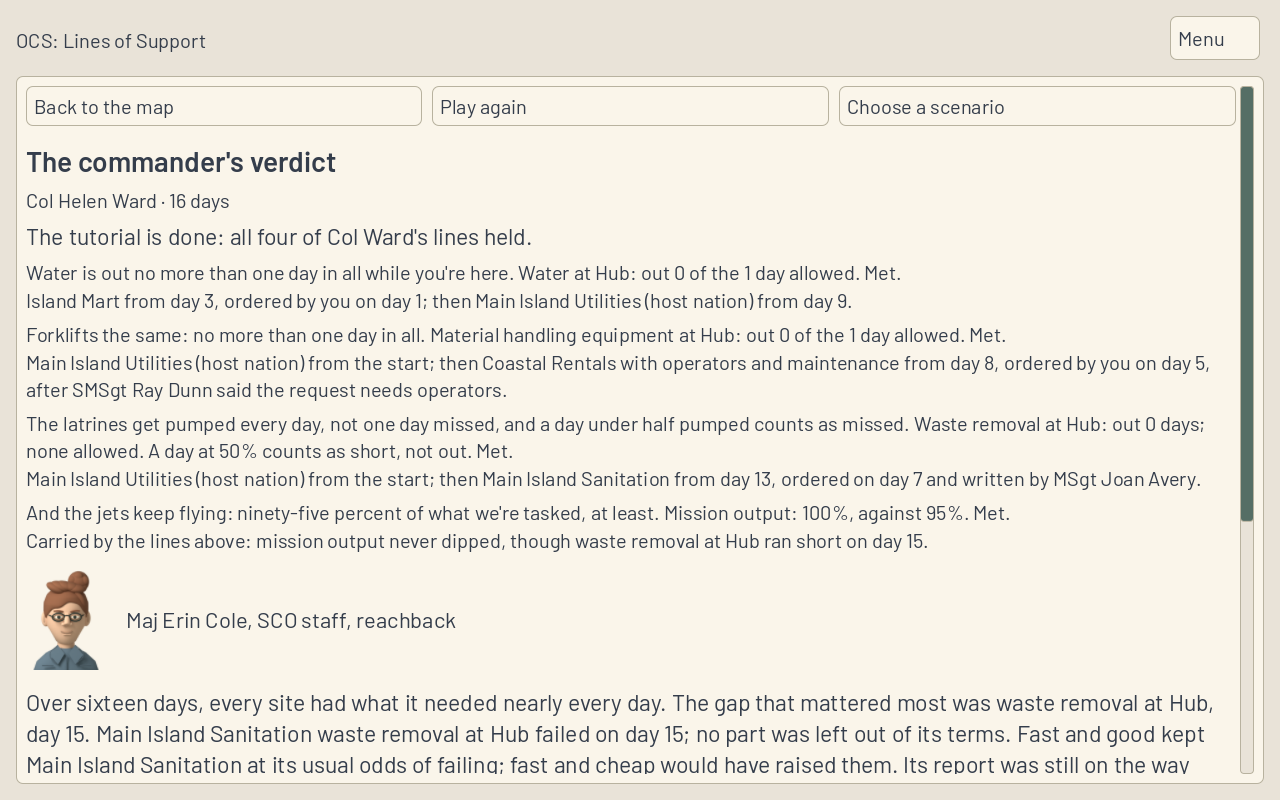 OCS: Lines of Support
Menu
Back to the map
Play again
Choose a scenario
The commander's verdict
Col Helen Ward · 16 days
The tutorial is done: all four of Col Ward's lines held.
Water is out no more than one day in all while you're here. Water at Hub: out 0 of the 1 day allowed. Met.
Island Mart from day 3, ordered by you on day 1; then Main Island Utilities (host nation) from day 9.
Forklifts the same: no more than one day in all. Material handling equipment at Hub: out 0 of the 1 day allowed. Met.
Main Island Utilities (host nation) from the start; then Coastal Rentals with operators and maintenance from day 8, ordered by you on day 5,
after SMSgt Ray Dunn said the request needs operators.
The latrines get pumped every day, not one day missed, and a day under half pumped counts as missed. Waste removal at Hub: out 0 days;
none allowed. A day at 50% counts as short, not out. Met.
Main Island Utilities (host nation) from the start; then Main Island Sanitation from day 13, ordered on day 7 and written by MSgt Joan Avery.
And the jets keep flying: ninety-five percent of what we're tasked, at least. Mission output: 100%, against 95%. Met.
Carried by the lines above: mission output never dipped, though waste removal at Hub ran short on day 15.
Maj Erin Cole, SCO staff, reachback
Over sixteen days, every site had what it needed nearly every day. The gap that mattered most was waste removal at Hub,
day 15. Main Island Sanitation waste removal at Hub failed on day 15; no part was left out of its terms. Fast and good kept
Main Island Sanitation at its usual odds of failing; fast and cheap would have raised them. Its report was still on the way